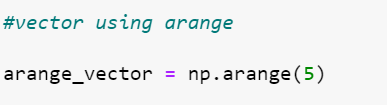 #vector using arange
arange_vector = np.arange(5)